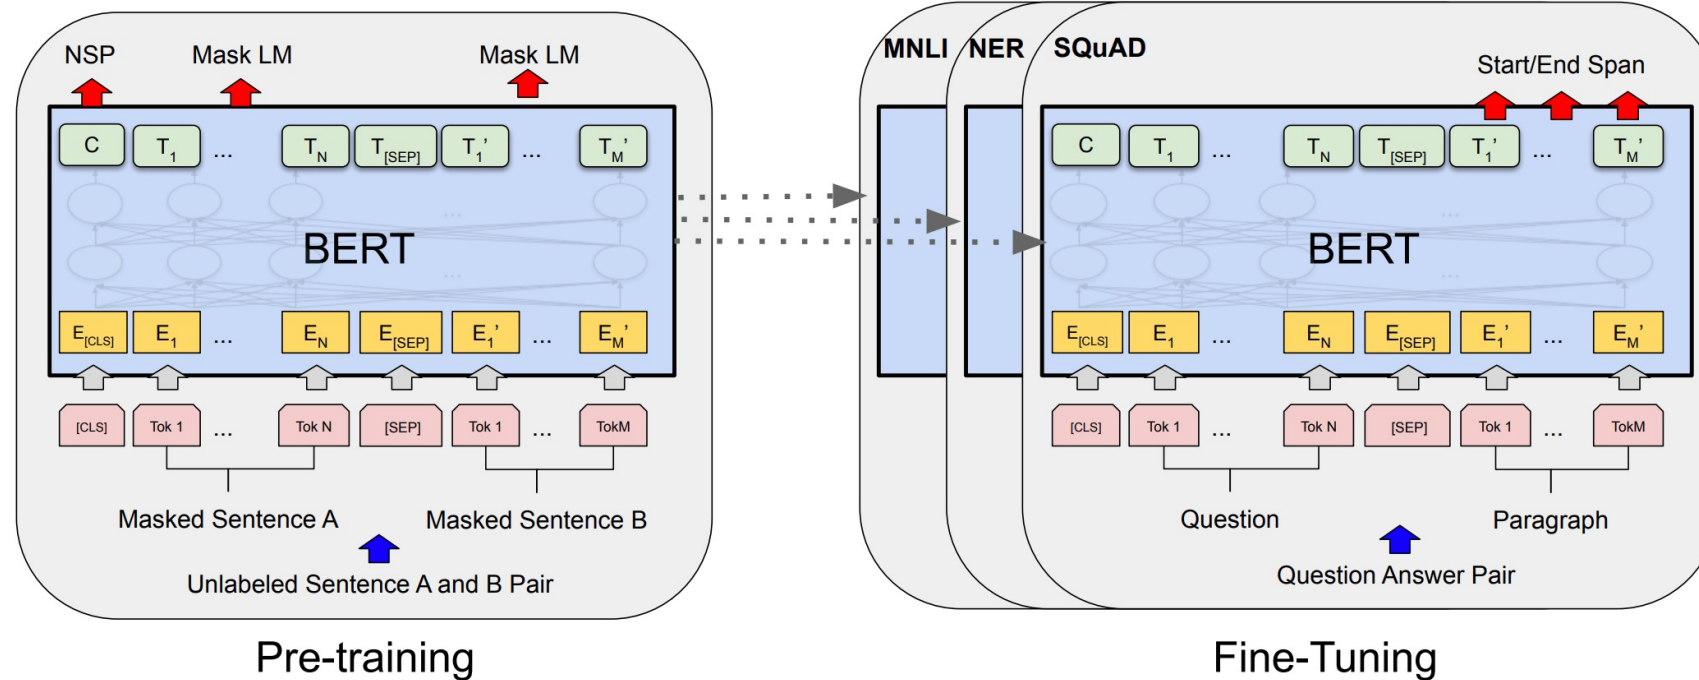 NSP Mask LM Mask LM
C T1 ... TN T[SEP] T1' ... TM'
...
BERT
...
E[CLS] E1 ... EN E[SEP] E1' ... EM'
[CLS] Tok 1 ... Tok N [SEP] Tok 1 ... TokM
Masked Sentence A Masked Sentence B
Unlabeled Sentence A and B Pair
Pre-training
MNLI NER SQuAD
Start/End Span
C T1 ... TN T[SEP] T1' ... TM'
...
BERT
...
E[CLS] E1 ... EN E[SEP] E1' ... EM'
[CLS] Tok 1 ... Tok N [SEP] Tok 1 ... TokM
Question Paragraph
Question Answer Pair
Fine-Tuning